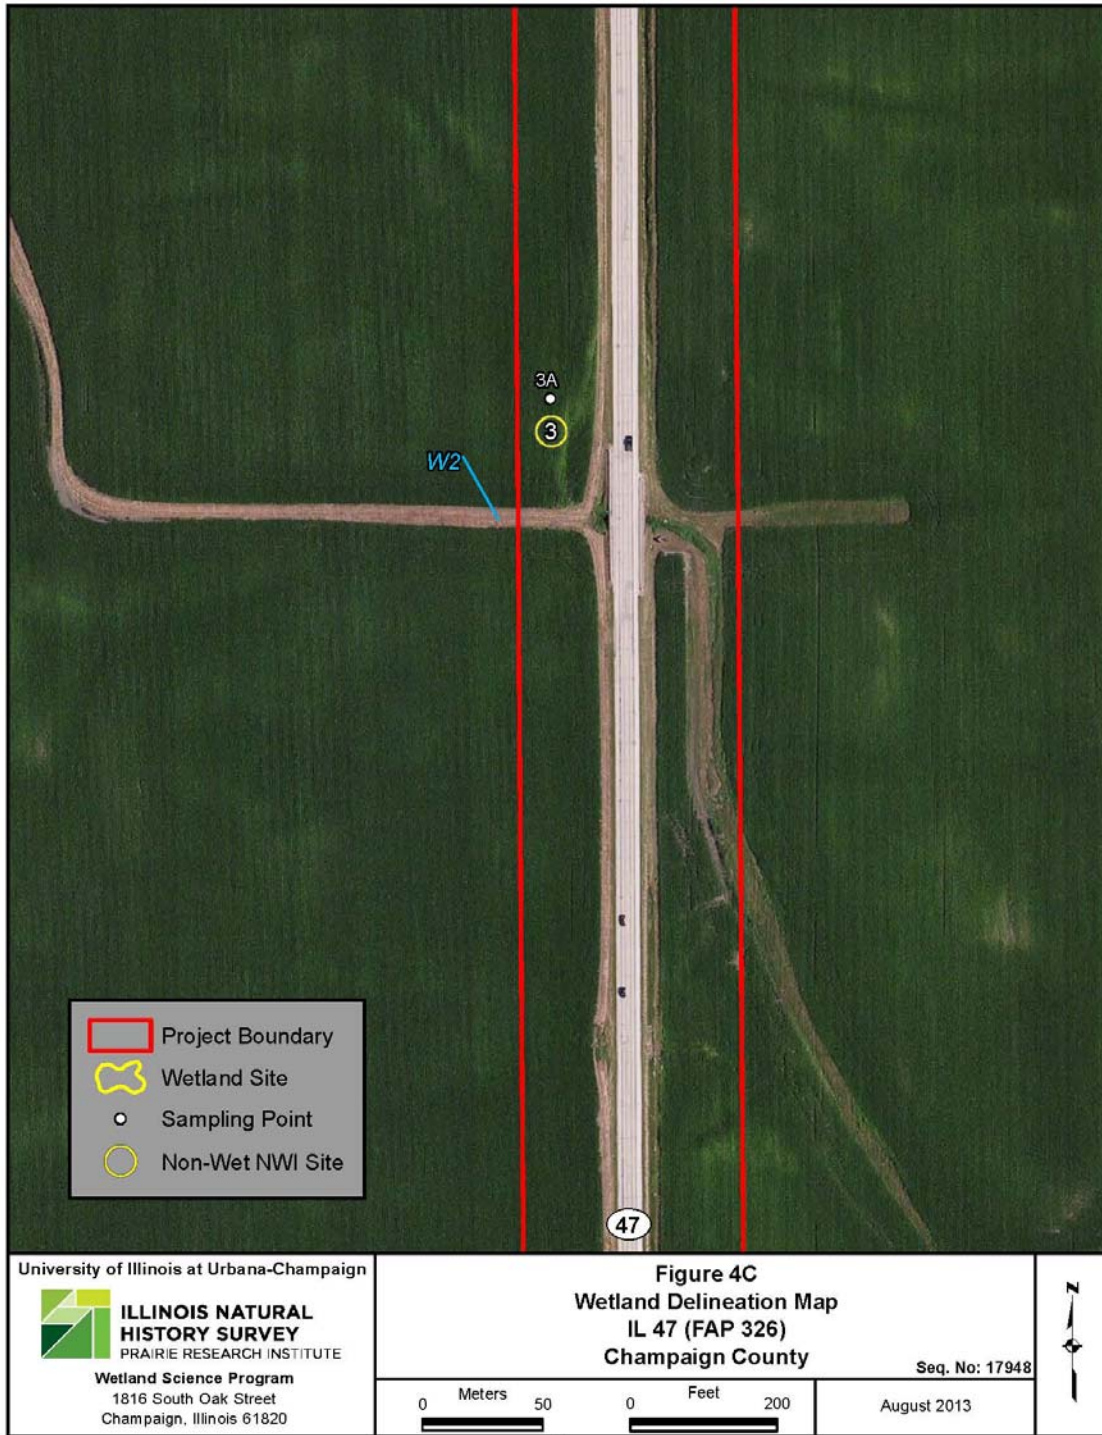 3A
3
W2
Project Boundary
Wetland Site
Sampling Point
Non-Wet NWI Site
47
University of Illinois at Urbana-Champaign
ILLINOIS NATURAL
HISTORY SURVEY
PRAIRIE RESEARCH INSTITUTE
Wetland Science Program
1816 South Oak Street
Champaign, Illinois 61820
Figure 4C
Wetland Delineation Map
IL 47 (FAP 326)
Champaign County
Seq. No: 17948
Meters
0 50
Feet
0 200
August 2013
N